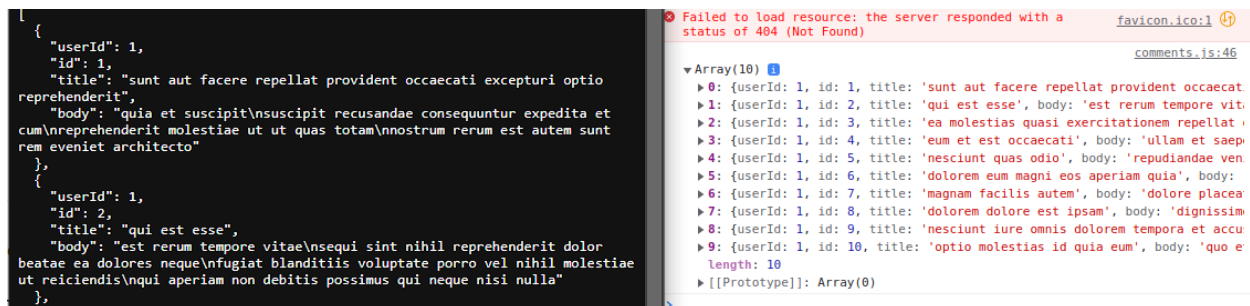 [
{
"userId": 1,
"id": 1,
"title": "sunt aut facere repellat provident occaecati excepturi optio
reprehenderit",
"body": "quia et suscipit\nsuscipit recusandae consequuntur expedita et
cum\nreprehenderit molestiae ut ut quas totam\nnostrum rerum est autem sunt
rem eveniet architecto"
},
{
"userId": 1,
"id": 2,
"title": "qui est esse",
"body": "est rerum tempore vitae\nsequi sint nihil reprehenderit dolor
beatae ea dolores neque\nfugiat blanditiis voluptate porro vel nihil molestiae
ut reiciendis\nqui aperiam non debitis possimus qui neque nisi nulla"
},
Failed to load resource: the server responded with a favicon.ico:1
status of 404 (Not Found)
comments.js:46
▼Array(10) i
▶0: {userId: 1, id: 1, title: 'sunt aut facere repellat provident occaecat
▶1: {userId: 1, id: 2, title: 'qui est esse', body: 'est rerum tempore vit
▶2: {userId: 1, id: 3, title: 'ea molestias quasi exercitationem repellat
▶3: {userId: 1, id: 4, title: 'eum et est occaecati', body: 'ullam et saep
▶4: {userId: 1, id: 5, title: 'nesciunt quas odio', body: 'repudiandae ven
▶5: {userId: 1, id: 6, title: 'dolorem eum magni eos aperiam quia', body:
▶6: {userId: 1, id: 7, title: 'magnam facilis autem', body: 'dolore placea
▶7: {userId: 1, id: 8, title: 'dolorem dolore est ipsam', body: 'dignissim
▶8: {userId: 1, id: 9, title: 'nesciunt iure omnis dolorem tempora et accu
▶9: {userId: 1, id: 10, title: 'optio molestias id quia eum', body: 'quo e
length: 10
▶[[Prototype]]: Array(0)